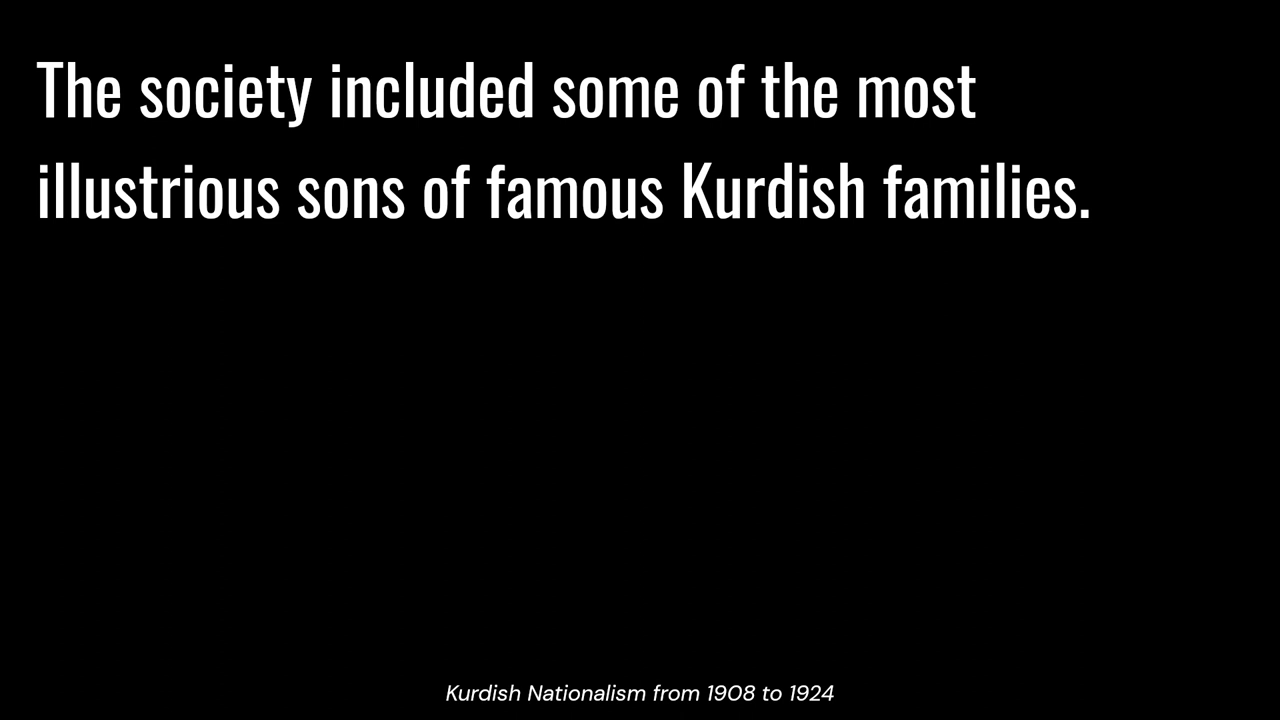 The society included some of the most
illustrious sons of famous Kurdish families.
Kurdish Nationalism from 1908 to 1924